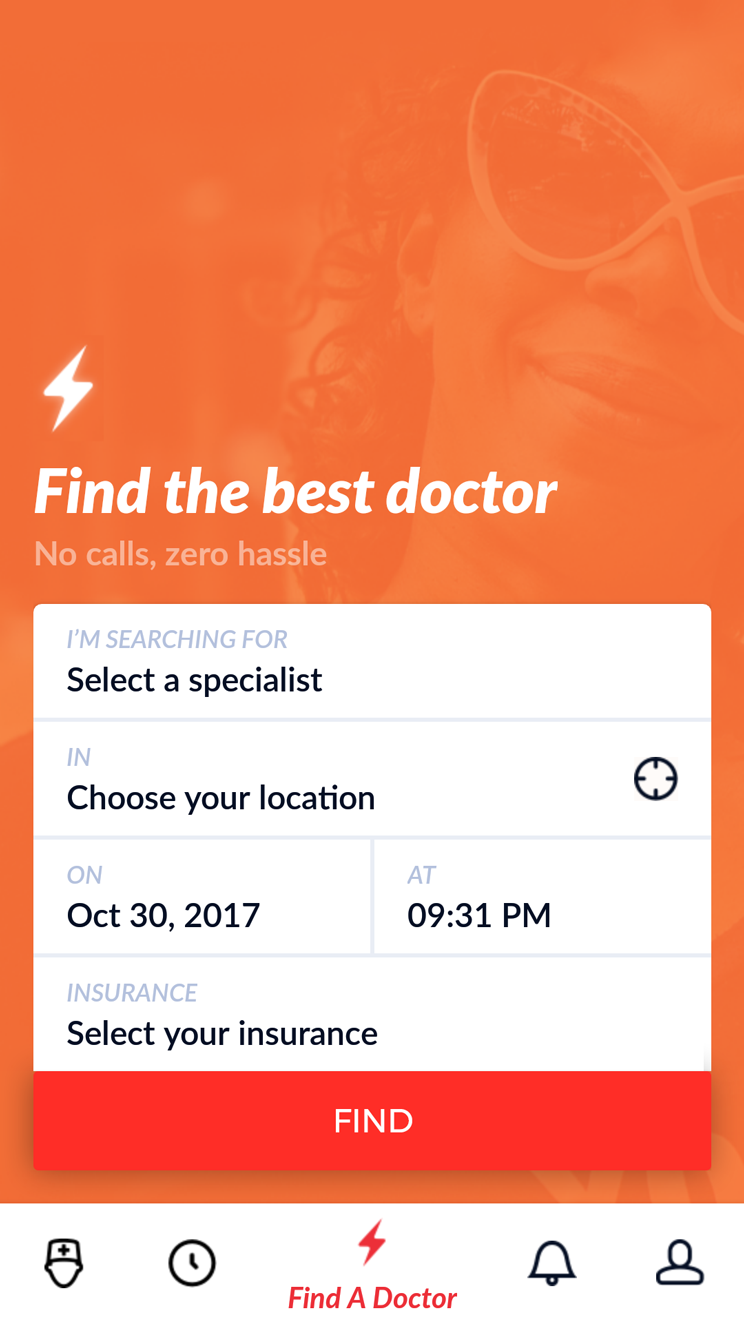 Find the best doctor
No calls, zero hassle
I'M SEARCHING FOR
Select a specialist
IN
Choose your location
ON
Oct 30, 2017
AT
09:31 PM
INSURANCE
Select your insurance
FIND
Find A Doctor